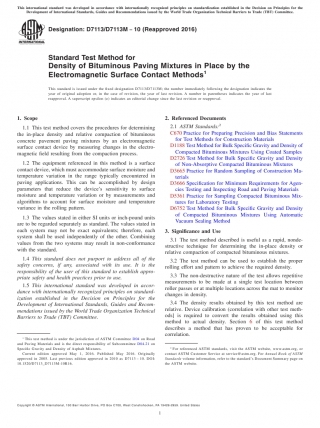 This international standard was developed in accordance with internationally recognized principles on standardization established in the Decision on Principles for the
Development of International Standards, Guides and Recommendations issued by the World Trade Organization Technical Barriers to Trade (TBT) Committee.
Designation: D7113/D7113M – 10 (Reapproved 2016)
INTERNATIONAL
Standard Test Method for
Density of Bituminous Paving Mixtures in Place by the
Electromagnetic Surface Contact Methods¹
This standard is issued under the fixed designation D7113/D7113M; the number immediately following the designation indicates the
year of original adoption or, in the case of revision, the year of last revision. A number in parentheses indicates the year of last
reapproval. A superscript epsilon (ε) indicates an editorial change since the last revision or reapproval.
1. Scope
1.1 This test method covers the procedures for determining
the in-place density and relative compaction of bituminous
concrete pavement paving mixtures by an electromagnetic
surface contact device by measuring changes in the electro-
magnetic field resulting from the compaction process.
1.2 The equipment referenced in this method is a surface
contact device, which must accommodate surface moisture and
temperature variation in the range typically encountered in
paving applications. This can be accomplished by design
parameters that reduce the device's sensitivity to surface
moisture and temperature variation or by measurements and
algorithms to account for surface moisture and temperature
variance in the rolling pattern.
1.3 The values stated in either SI units or inch-pound units
are to be regarded separately as standard. The values stated in
each system may not be exact equivalents; therefore, each
system shall be used independently of the other. Combining
values from the two systems may result in non-conformance
with the standard.
1.4 This standard does not purport to address all of the
safety concerns, if any, associated with its use. It is the
responsibility of the user of this standard to establish appro-
priate safety and health practices prior to use.
1.5 This international standard was developed in accor-
dance with internationally recognized principles on standard-
ization established in the Decision on Principles for the
Development of International Standards, Guides and Recom-
mendations issued by the World Trade Organization Technical
Barriers to Trade (TBT) Committee.
¹ This test method is under the jurisdiction of ASTM Committee D04 on Road
and Paving Materials and is the direct responsibility of Subcommittee D04.21 on
Specific Gravity and Density of Asphalt Mixtures.
Current edition approved May 1, 2016. Published May 2016. Originally
approved in 2005. Last previous edition approved in 2010 as D7113 - 10. DOI:
10.1520/D7113_D7113M-10R16.
2. Referenced Documents
2.1 ASTM Standards:²
C670 Practice for Preparing Precision and Bias Statements
for Test Methods for Construction Materials
D1188 Test Method for Bulk Specific Gravity and Density of
Compacted Bituminous Mixtures Using Coated Samples
D2726 Test Method for Bulk Specific Gravity and Density
of Non-Absorptive Compacted Bituminous Mixtures
D3665 Practice for Random Sampling of Construction Ma-
terials
D3666 Specification for Minimum Requirements for Agen-
cies Testing and Inspecting Road and Paving Materials
D5361 Practice for Sampling Compacted Bituminous Mix-
tures for Laboratory Testing
D6752 Test Method for Bulk Specific Gravity and Density
of Compacted Bituminous Mixtures Using Automatic
Vacuum Sealing Method
3. Significance and Use
3.1 The test method described is useful as a rapid, nonde-
structive technique for determining the in-place density or
relative compaction of bituminous compacted mixtures.
3.2 The test method can be used to establish the proper
rolling effort and pattern to achieve the required density.
3.3 The non-destructive nature of the test allows repetitive
measurements to be made at a single test location between
roller passes or at multiple locations across the mat to monitor
changes in density.
3.4 The density results obtained by this test method are
relative. Device calibration (correlation with other test meth-
ods) is required to convert the results obtained using this
method to actual density. Section 6 of this test method
describes a method that has proven to be acceptable for
correlation.
² For referenced ASTM standards, visit the ASTM website, www.astm.org, or
contact ASTM Customer Service at service@astm.org. For Annual Book of ASTM
Standards volume information, refer to the standard's Document Summary page on
the ASTM website.
Copyright © ASTM International, 100 Barr Harbor Drive, PO Box C700, West Conshohocken, PA 19428-2959. United States
1